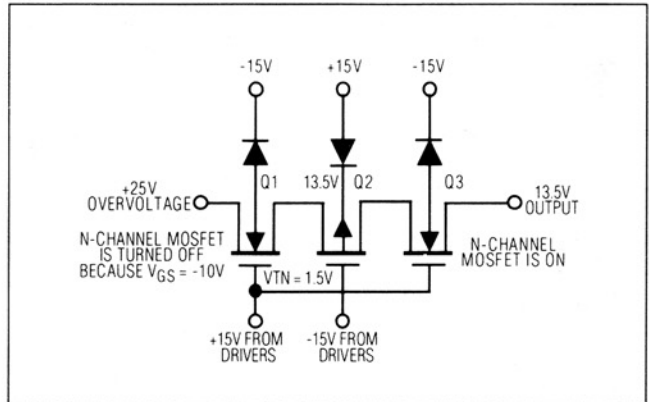 -15V
+15V
-15V
+25V
OVERVOLTAGE
Q1
13.5V
Q2
Q3
13.5V
OUTPUT
N-CHANNEL MOSFET
IS TURNED OFF
BECAUSE VGS = -10V
VTN = 1.5V
N-CHANNEL
MOSFET IS ON
+15V FROM
DRIVERS
-15V FROM
DRIVERS